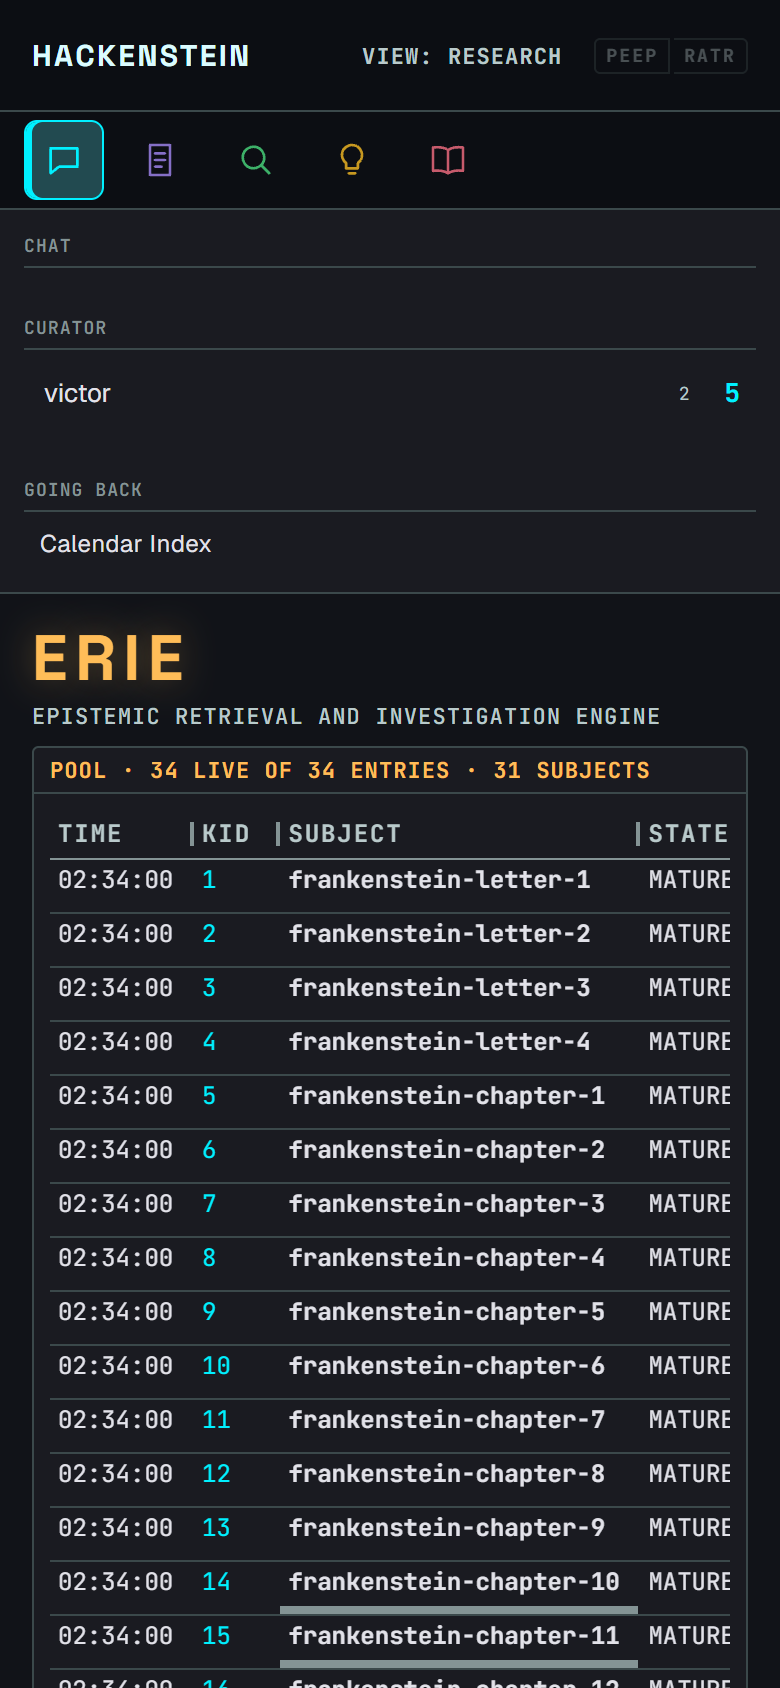 HACKENSTEIN VIEW: RESEARCH PEEP RATR
CHAT
CURATOR
victor 2 5
GOING BACK
Calendar Index
ERIE
EPISTEMIC RETRIEVAL AND INVESTIGATION ENGINE
POOL · 34 LIVE OF 34 ENTRIES · 31 SUBJECTS
TIME KID SUBJECT STATE
02:34:00 1 frankenstein-letter-1 MATURE
02:34:00 2 frankenstein-letter-2 MATURE
02:34:00 3 frankenstein-letter-3 MATURE
02:34:00 4 frankenstein-letter-4 MATURE
02:34:00 5 frankenstein-chapter-1 MATURE
02:34:00 6 frankenstein-chapter-2 MATURE
02:34:00 7 frankenstein-chapter-3 MATURE
02:34:00 8 frankenstein-chapter-4 MATURE
02:34:00 9 frankenstein-chapter-5 MATURE
02:34:00 10 frankenstein-chapter-6 MATURE
02:34:00 11 frankenstein-chapter-7 MATURE
02:34:00 12 frankenstein-chapter-8 MATURE
02:34:00 13 frankenstein-chapter-9 MATURE
02:34:00 14 frankenstein-chapter-10 MATURE
02:34:00 15 frankenstein-chapter-11 MATURE